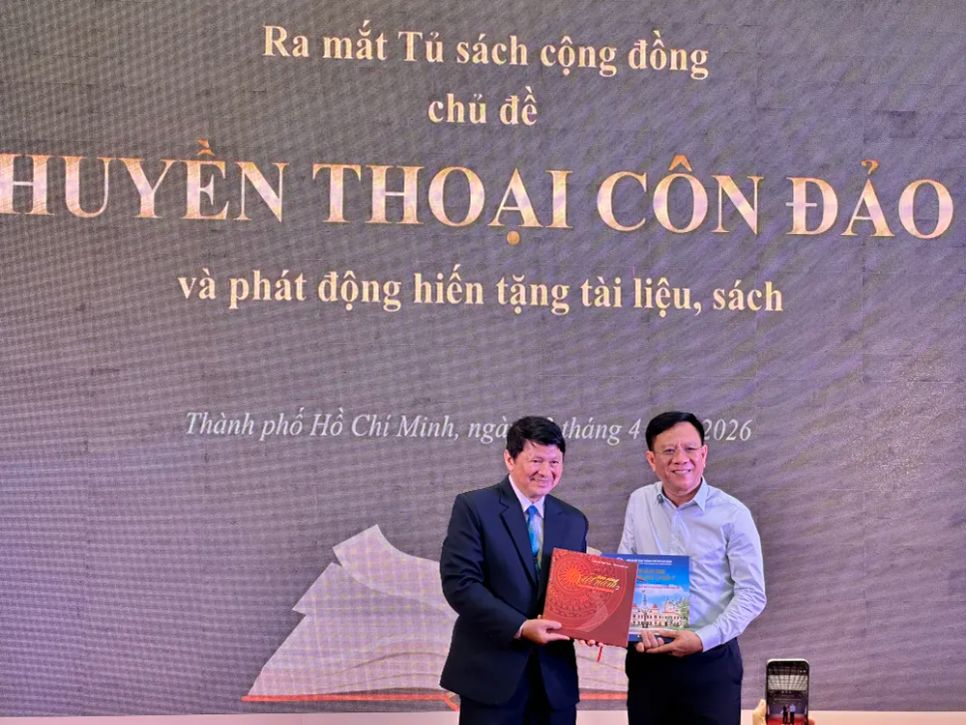 Ra mắt Tủ sách cộng đồng
chủ đề
HUYỀN THOẠI CÔN ĐẢO
và phát động hiến tặng tài liệu, sách
Thành phố Hồ Chí Minh, ngày tháng 4 2026